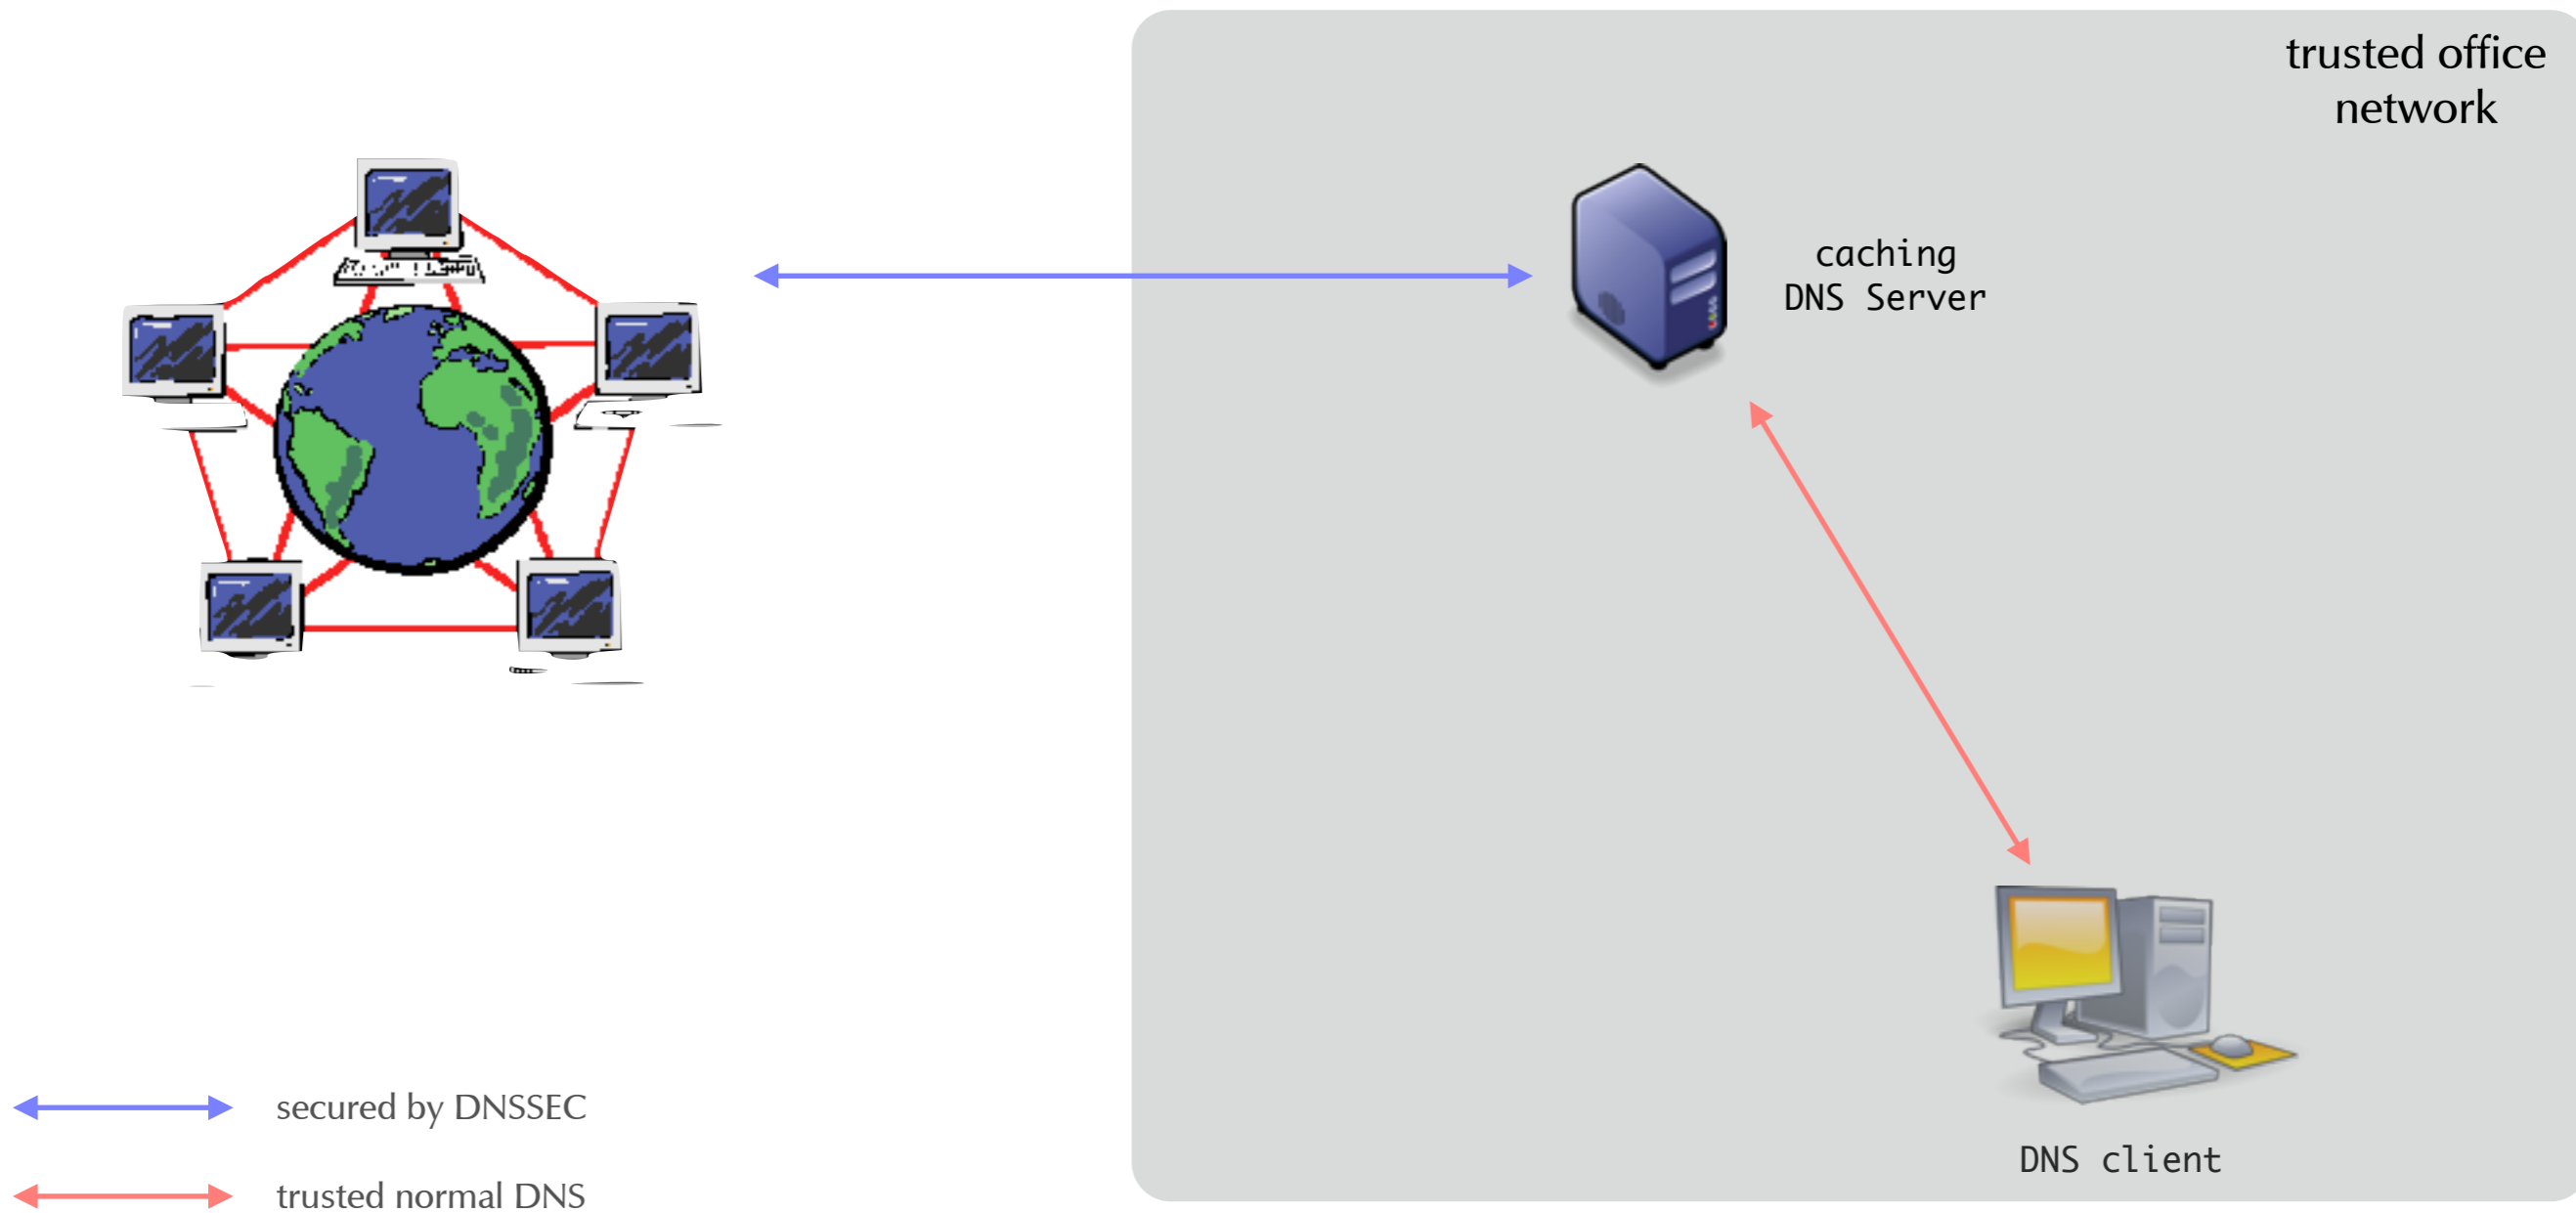 trusted office
network
caching
DNS Server
DNS client
secured by DNSSEC
trusted normal DNS